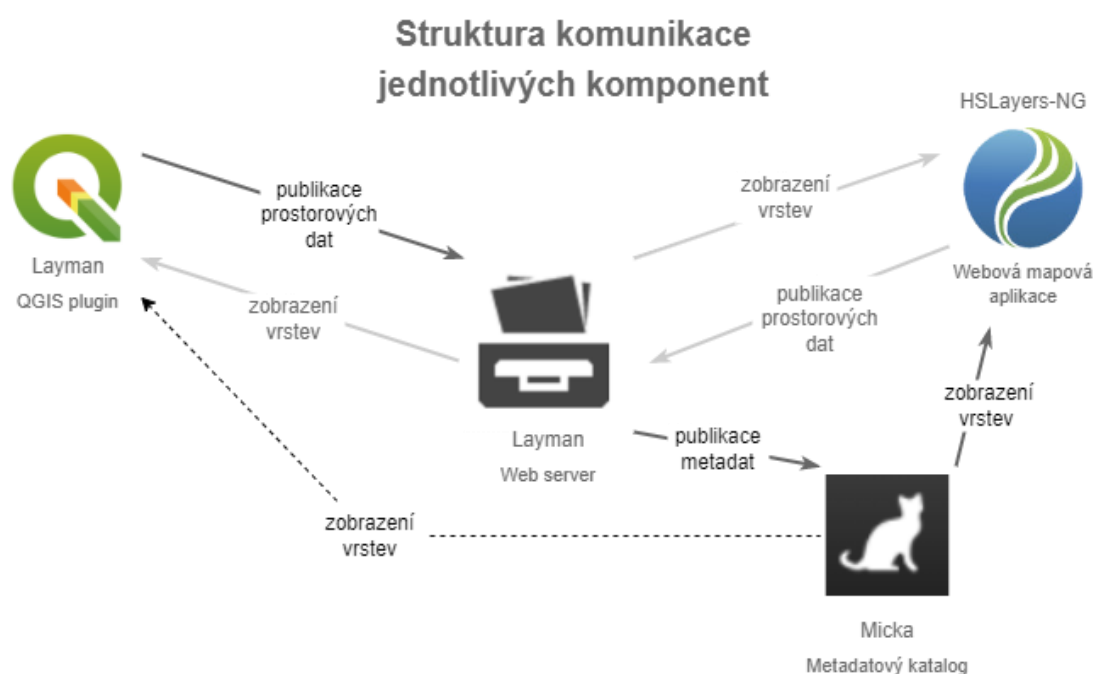 Struktura komunikace
jednotlivých komponent
HSLayers-NG
publikace
prostorových
dat
zobrazení
vrstev
Layman
QGIS plugin
zobrazení
vrstev
publikace
prostorových
dat
Webová mapová
aplikace
zobrazení
vrstev
Layman
Web server
publikace
metadat
zobrazení
vrstev
Micka
Metadatový katalog